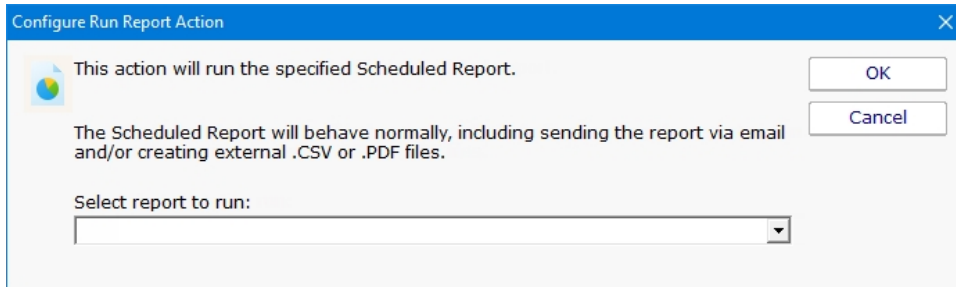 Configure Run Report Action
This action will run the specified Scheduled Report.
OK
Cancel
The Scheduled Report will behave normally, including sending the report via email
and/or creating external .CSV or .PDF files.
Select report to run: